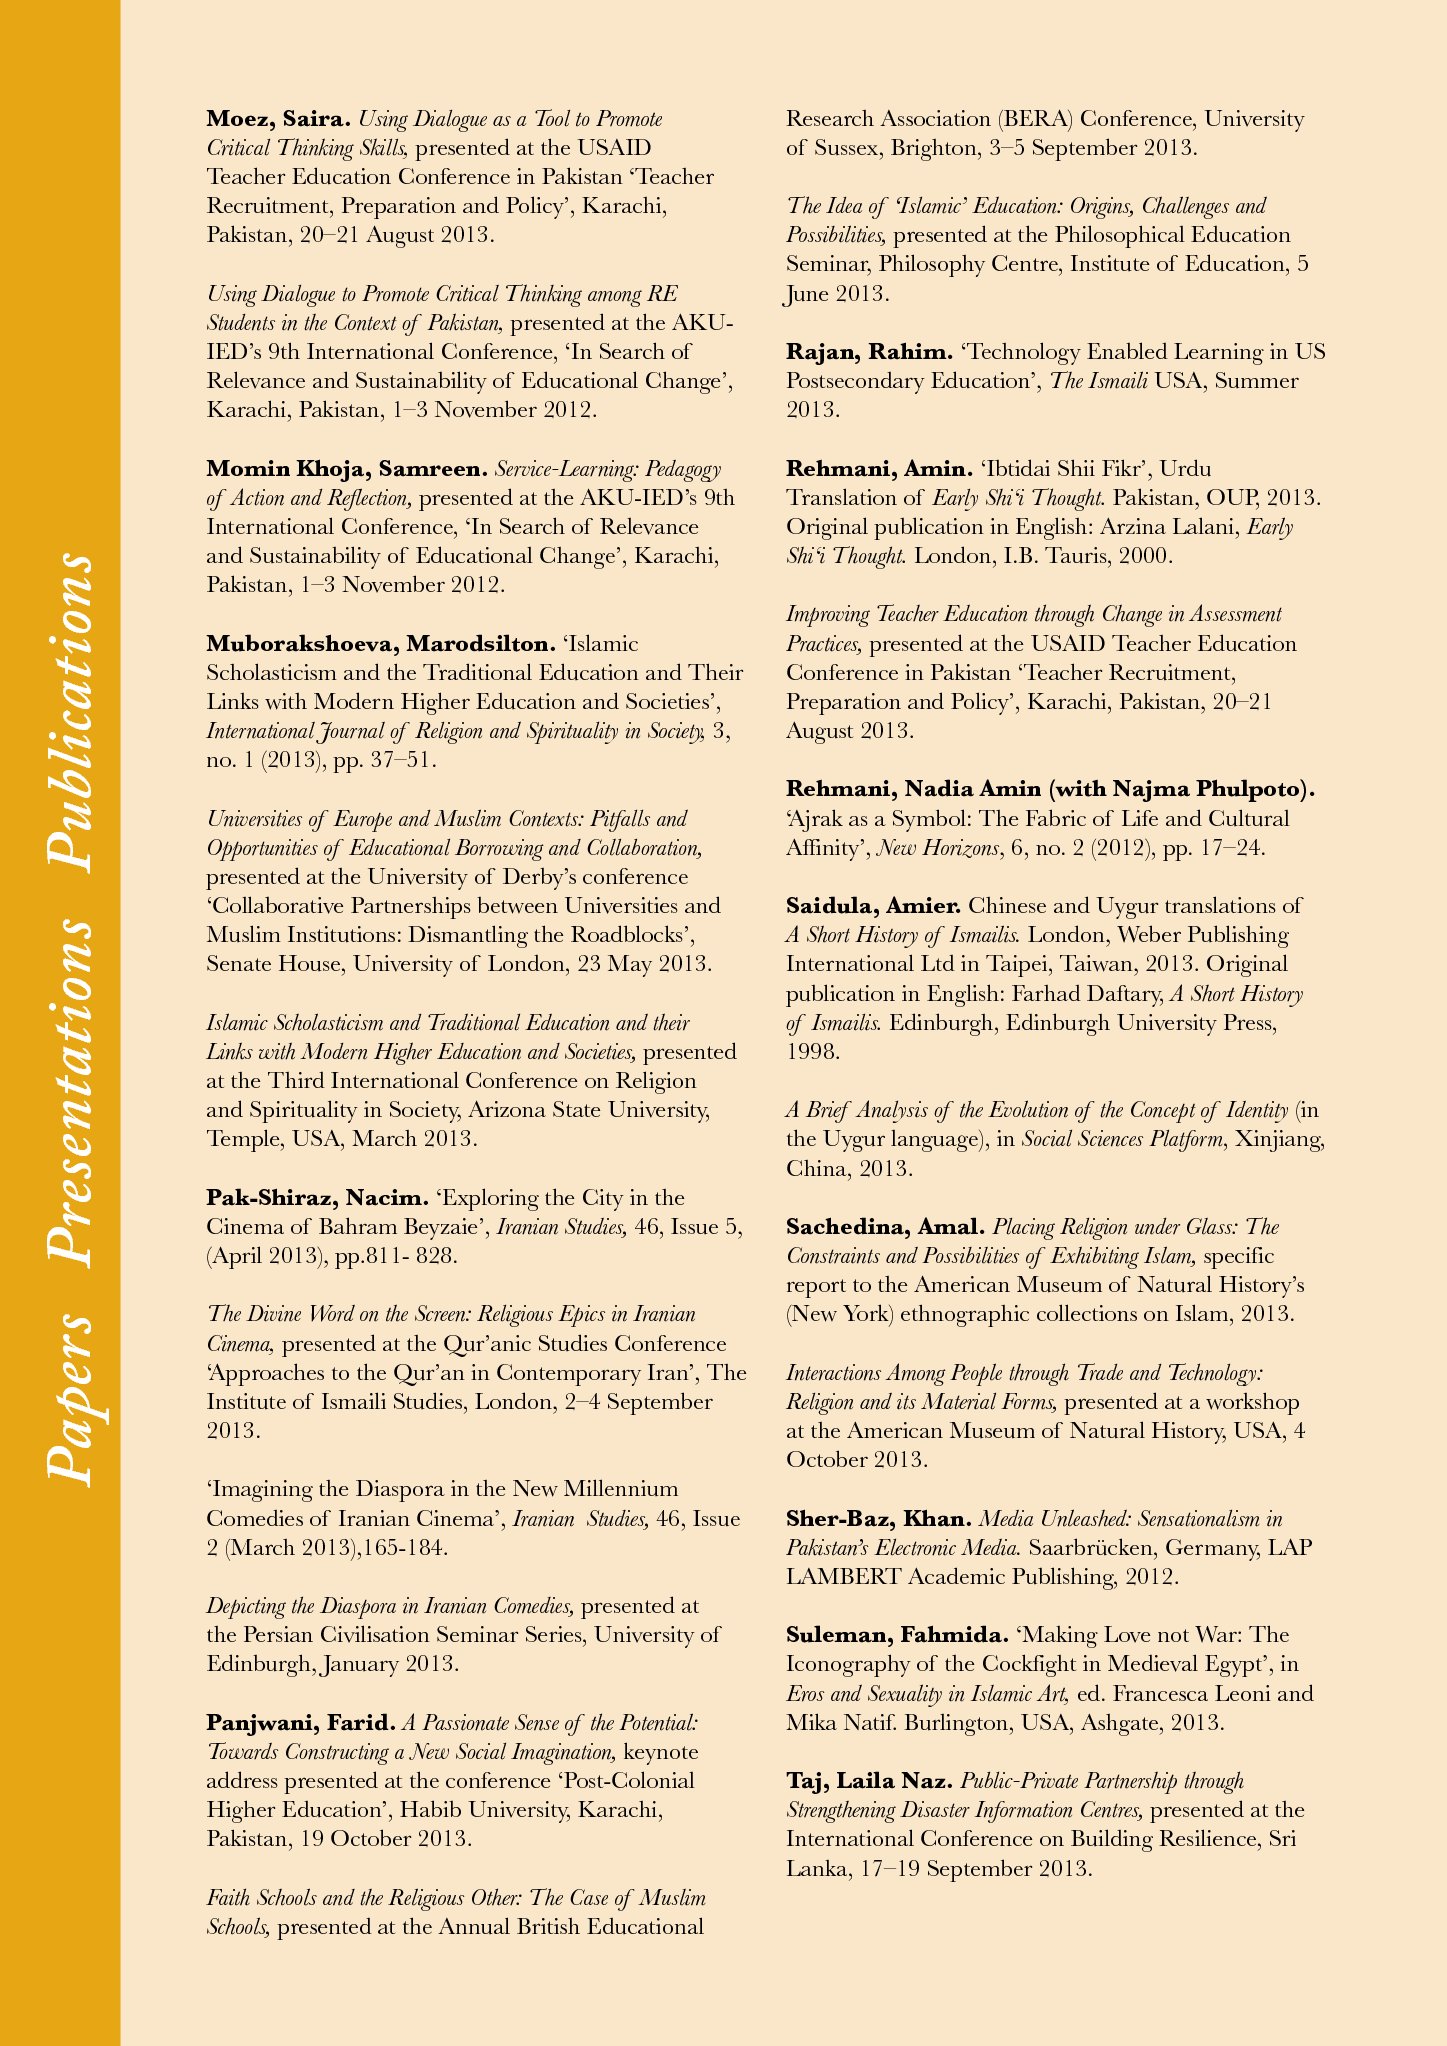 Papers Presentations Publications
Moez, Saira. Using Dialogue as a Tool to Promote
Critical Thinking Skills, presented at the USAID
Teacher Education Conference in Pakistan ‘Teacher
Recruitment, Preparation and Policy’, Karachi,
Pakistan, 20–21 August 2013.
Using Dialogue to Promote Critical Thinking among RE
Students in the Context of Pakistan, presented at the AKU-
IED’s 9th International Conference, ‘In Search of
Relevance and Sustainability of Educational Change’,
Karachi, Pakistan, 1–3 November 2012.
Momin Khoja, Samreen. Service-Learning: Pedagogy
of Action and Reflection, presented at the AKU-IED’s 9th
International Conference, ‘In Search of Relevance
and Sustainability of Educational Change’, Karachi,
Pakistan, 1–3 November 2012.
Muborakshoeva, Marodsilton. ‘Islamic
Scholasticism and the Traditional Education and Their
Links with Modern Higher Education and Societies’,
International Journal of Religion and Spirituality in Society, 3,
no. 1 (2013), pp. 37–51.
Universities of Europe and Muslim Contexts: Pitfalls and
Opportunities of Educational Borrowing and Collaboration,
presented at the University of Derby’s conference
‘Collaborative Partnerships between Universities and
Muslim Institutions: Dismantling the Roadblocks’,
Senate House, University of London, 23 May 2013.
Islamic Scholasticism and Traditional Education and their
Links with Modern Higher Education and Societies, presented
at the Third International Conference on Religion
and Spirituality in Society, Arizona State University,
Temple, USA, March 2013.
Pak-Shiraz, Nacim. ‘Exploring the City in the
Cinema of Bahram Beyzaie’, Iranian Studies, 46, Issue 5,
(April 2013), pp.811- 828.
The Divine Word on the Screen: Religious Epics in Iranian
Cinema, presented at the Qur’anic Studies Conference
‘Approaches to the Qur’an in Contemporary Iran’, The
Institute of Ismaili Studies, London, 2–4 September
2013.
‘Imagining the Diaspora in the New Millennium
Comedies of Iranian Cinema’, Iranian Studies, 46, Issue
2 (March 2013),165-184.
Depicting the Diaspora in Iranian Comedies, presented at
the Persian Civilisation Seminar Series, University of
Edinburgh, January 2013.
Panjwani, Farid. A Passionate Sense of the Potential:
Towards Constructing a New Social Imagination, keynote
address presented at the conference ‘Post-Colonial
Higher Education’, Habib University, Karachi,
Pakistan, 19 October 2013.
Faith Schools and the Religious Other: The Case of Muslim
Schools, presented at the Annual British Educational
Research Association (BERA) Conference, University
of Sussex, Brighton, 3–5 September 2013.
The Idea of ‘Islamic’ Education: Origins, Challenges and
Possibilities, presented at the Philosophical Education
Seminar, Philosophy Centre, Institute of Education, 5
June 2013.
Rajan, Rahim. ‘Technology Enabled Learning in US
Postsecondary Education’, The Ismaili USA, Summer
2013.
Rehmani, Amin. ‘Ibtidai Shii Fikr’, Urdu
Translation of Early Shi‘i Thought. Pakistan, OUP, 2013.
Original publication in English: Arzina Lalani, Early
Shi‘i Thought. London, I.B. Tauris, 2000.
Improving Teacher Education through Change in Assessment
Practices, presented at the USAID Teacher Education
Conference in Pakistan ‘Teacher Recruitment,
Preparation and Policy’, Karachi, Pakistan, 20–21
August 2013.
Rehmani, Nadia Amin (with Najma Phulpoto).
‘Ajrak as a Symbol: The Fabric of Life and Cultural
Affinity’, New Horizons, 6, no. 2 (2012), pp. 17–24.
Saidula, Amier. Chinese and Uygur translations of
A Short History of Ismailis. London, Weber Publishing
International Ltd in Taipei, Taiwan, 2013. Original
publication in English: Farhad Daftary, A Short History
of Ismailis. Edinburgh, Edinburgh University Press,
1998.
A Brief Analysis of the Evolution of the Concept of Identity (in
the Uygur language), in Social Sciences Platform, Xinjiang,
China, 2013.
Sachedina, Amal. Placing Religion under Glass: The
Constraints and Possibilities of Exhibiting Islam, specific
report to the American Museum of Natural History’s
(New York) ethnographic collections on Islam, 2013.
Interactions Among People through Trade and Technology:
Religion and its Material Forms, presented at a workshop
at the American Museum of Natural History, USA, 4
October 2013.
Sher-Baz, Khan. Media Unleashed: Sensationalism in
Pakistan’s Electronic Media. Saarbrücken, Germany, LAP
LAMBERT Academic Publishing, 2012.
Suleman, Fahmida. ‘Making Love not War: The
Iconography of the Cockfight in Medieval Egypt’, in
Eros and Sexuality in Islamic Art, ed. Francesca Leoni and
Mika Natif. Burlington, USA, Ashgate, 2013.
Taj, Laila Naz. Public-Private Partnership through
Strengthening Disaster Information Centres, presented at the
International Conference on Building Resilience, Sri
Lanka, 17–19 September 2013.